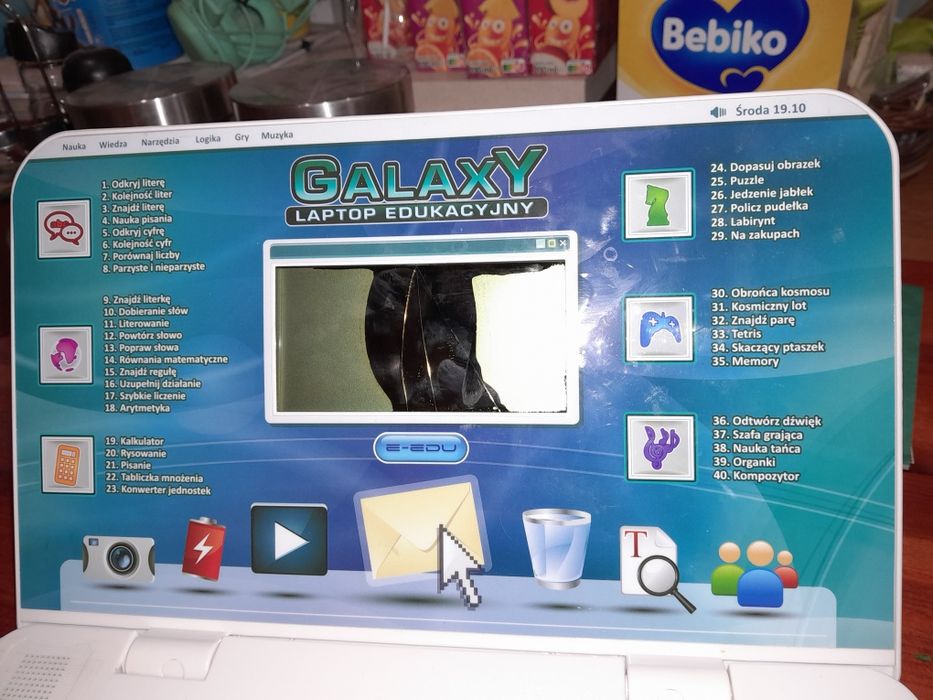 Bebiko
Środa 19.10
Nauka Wiedza Narzędzia Logika Gry Muzyka
GALAXY
LAPTOP EDUKACYJNY
1. Odkryj literę
2. Kolejność liter
3. Znajdź literę
4. Nauka pisania
5. Odkryj cyfrę
6. Kolejność cyfr
7. Porównaj liczby
8. Parzyste i nieparzyste
9. Znajdź literkę
10. Dobieranie słów
11. Literowanie
12. Powtórz słowo
13. Popraw słowa
14. Równania matematyczne
15. Znajdź regułę
16. Uzupełnij działanie
17. Szybkie liczenie
18. Arytmetyka
19. Kalkulator
20. Rysowanie
21. Pisanie
22. Tabliczka mnożenia
23. Konwerter jednostek
24. Dopasuj obrazek
25. Puzzle
26. Jedzenie jabłek
27. Policz pudełka
28. Labirynt
29. Na zakupach
30. Obrońca kosmosu
31. Kosmiczny lot
32. Znajdź parę
33. Tetris
34. Skaczący ptaszek
35. Memory
36. Odtwórz dźwięk
37. Szafa grająca
38. Nauka tańca
39. Organki
40. Kompozytor
E-EDU
T